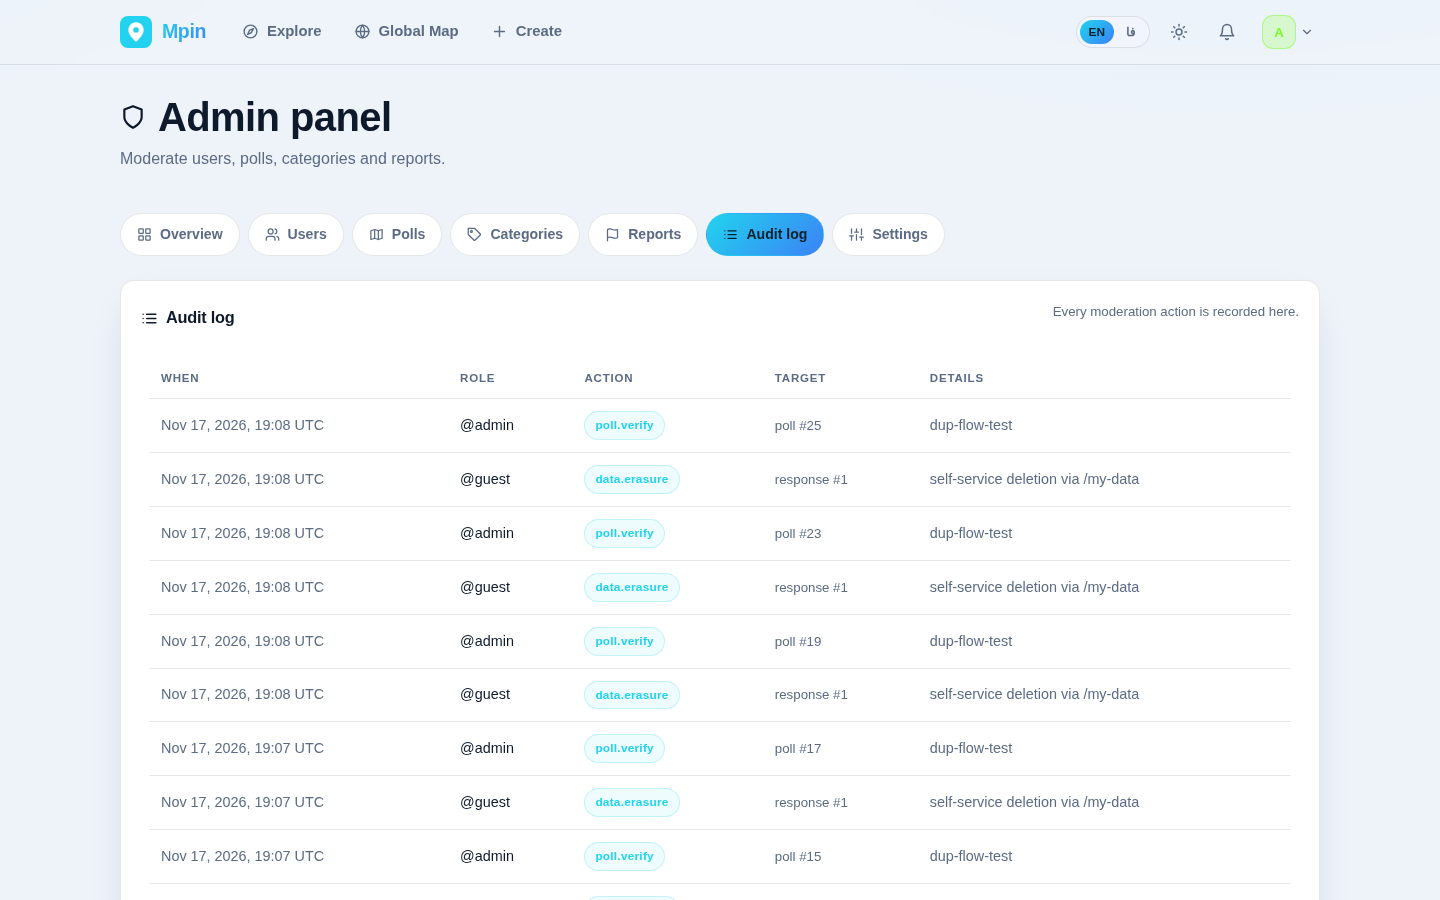 Mpin Explore Global Map Create EN فا A
Admin panel
Moderate users, polls, categories and reports.
Overview Users Polls Categories Reports Audit log Settings
Audit log Every moderation action is recorded here.
WHEN ROLE ACTION TARGET DETAILS
Nov 17, 2026, 19:08 UTC @admin poll.verify poll #25 dup-flow-test
Nov 17, 2026, 19:08 UTC @guest data.erasure response #1 self-service deletion via /my-data
Nov 17, 2026, 19:08 UTC @admin poll.verify poll #23 dup-flow-test
Nov 17, 2026, 19:08 UTC @guest data.erasure response #1 self-service deletion via /my-data
Nov 17, 2026, 19:08 UTC @admin poll.verify poll #19 dup-flow-test
Nov 17, 2026, 19:08 UTC @guest data.erasure response #1 self-service deletion via /my-data
Nov 17, 2026, 19:07 UTC @admin poll.verify poll #17 dup-flow-test
Nov 17, 2026, 19:07 UTC @guest data.erasure response #1 self-service deletion via /my-data
Nov 17, 2026, 19:07 UTC @admin poll.verify poll #15 dup-flow-test